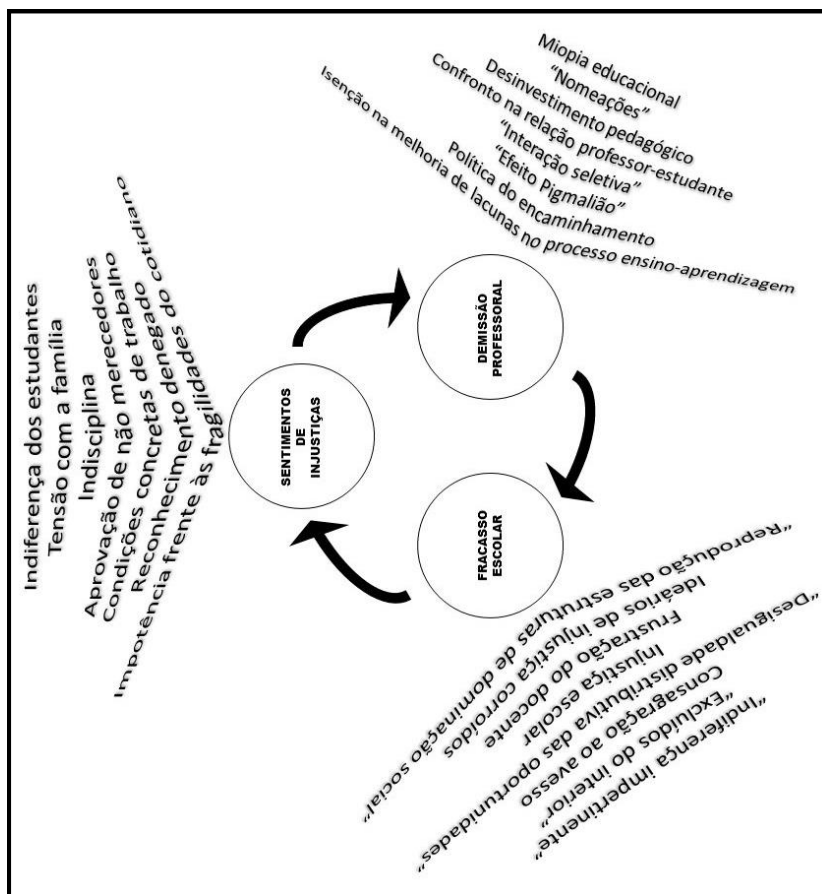 Miopia educacional
“Nomeações”
Desinvestimento pedagógico
Confronto na relação professor-estudante
“Interação seletiva”
“Efeito Pigmalião”
Política do encaminhamento
Isenção na melhoria de lacunas no processo ensino-aprendizagem
DEMISSÃO
PROFESSORAL
Indiferença dos estudantes
Tensão com a família
Indisciplina
Aprovação de não merecedores
Condições concretas de trabalho
Reconhecimento denegado do cotidiano
Impotência frente às fragilidades
SENTIMENTOS
DE
INJUSTIÇAS
FRACASSO
ESCOLAR
“Indiferença impertinente”
“Excluídos do interior”
Consagração ao avesso
“Desigualdade distributiva das oportunidades”
Injustiça escolar
Frustração do docente
Ideários de injustiça corroídos
“Reprodução das estruturas de dominação social”